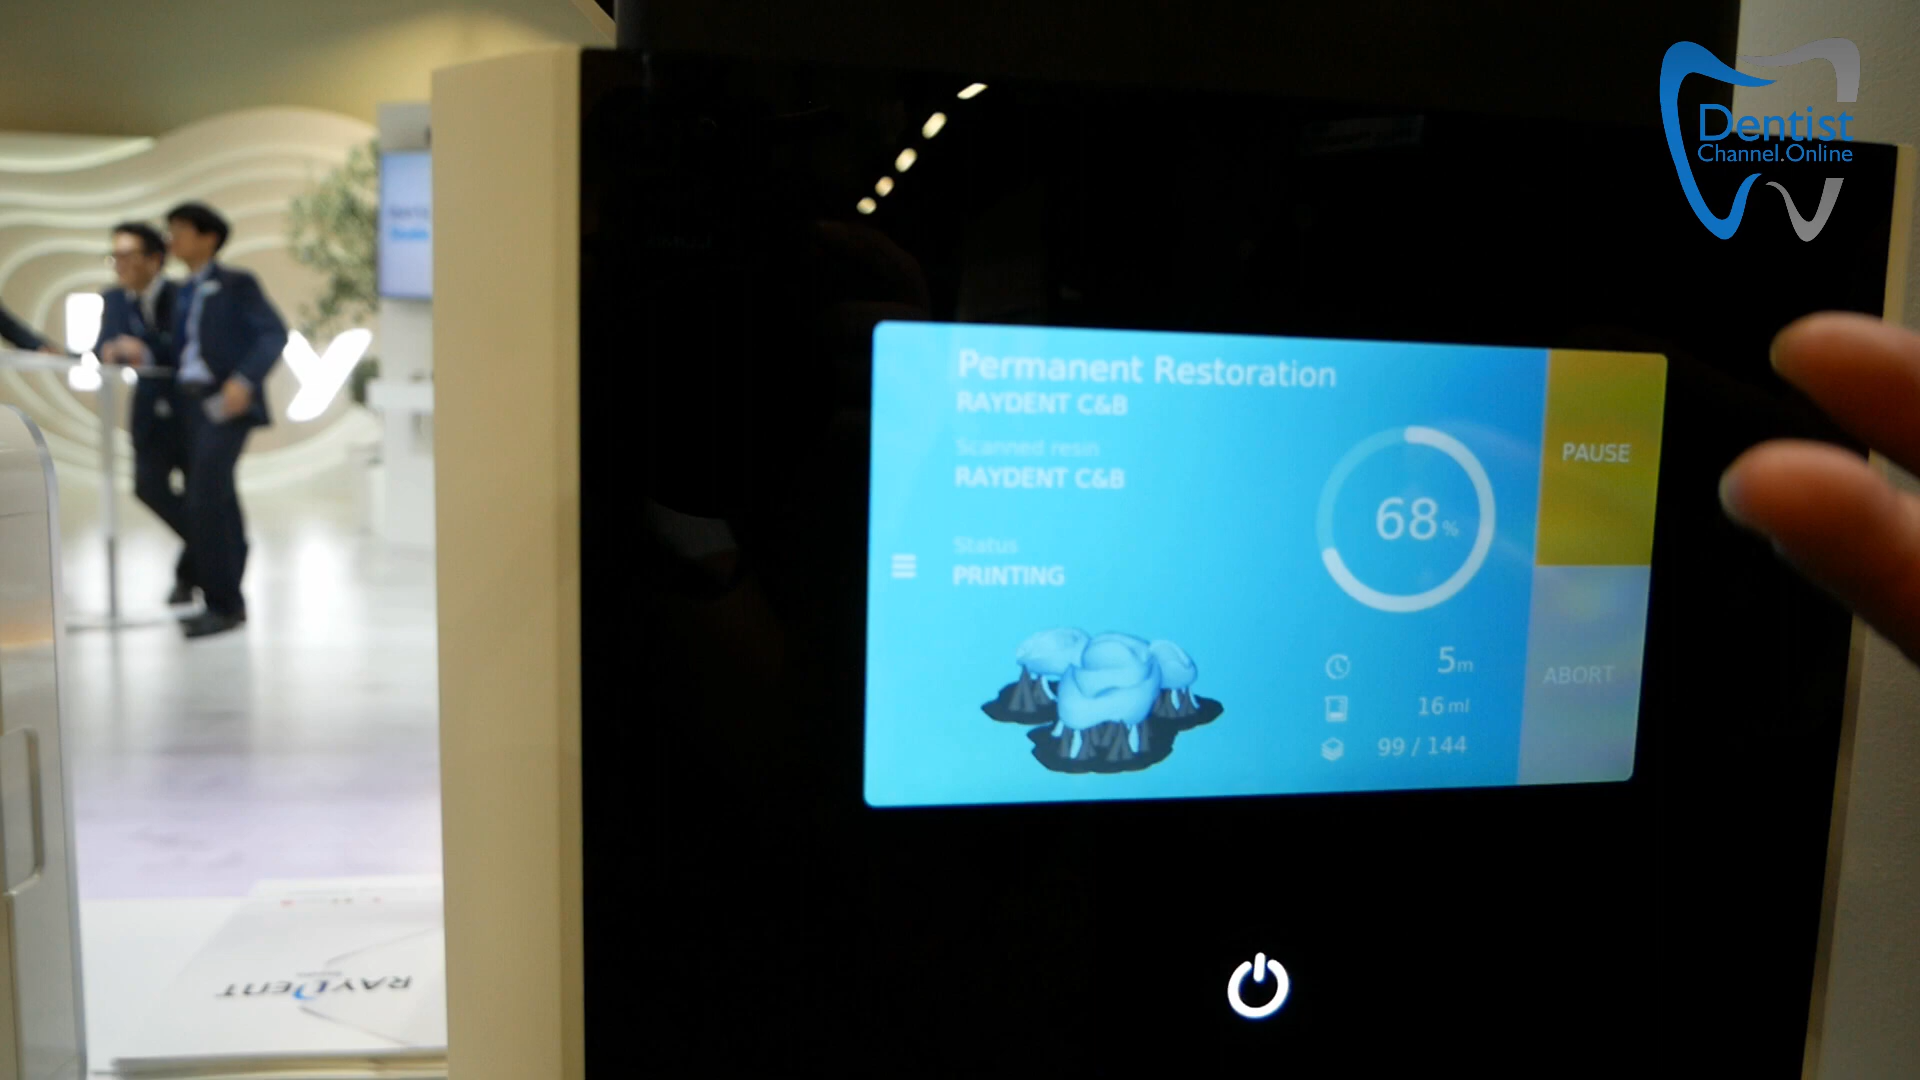 Dentist
Channel.Online
Permanent Restoration
RAYDENT C&B
Scanned resin
RAYDENT C&B
Status
PRINTING
68%
5m
16 ml
99 / 144
PAUSE
ABORT
y
RAYDENT